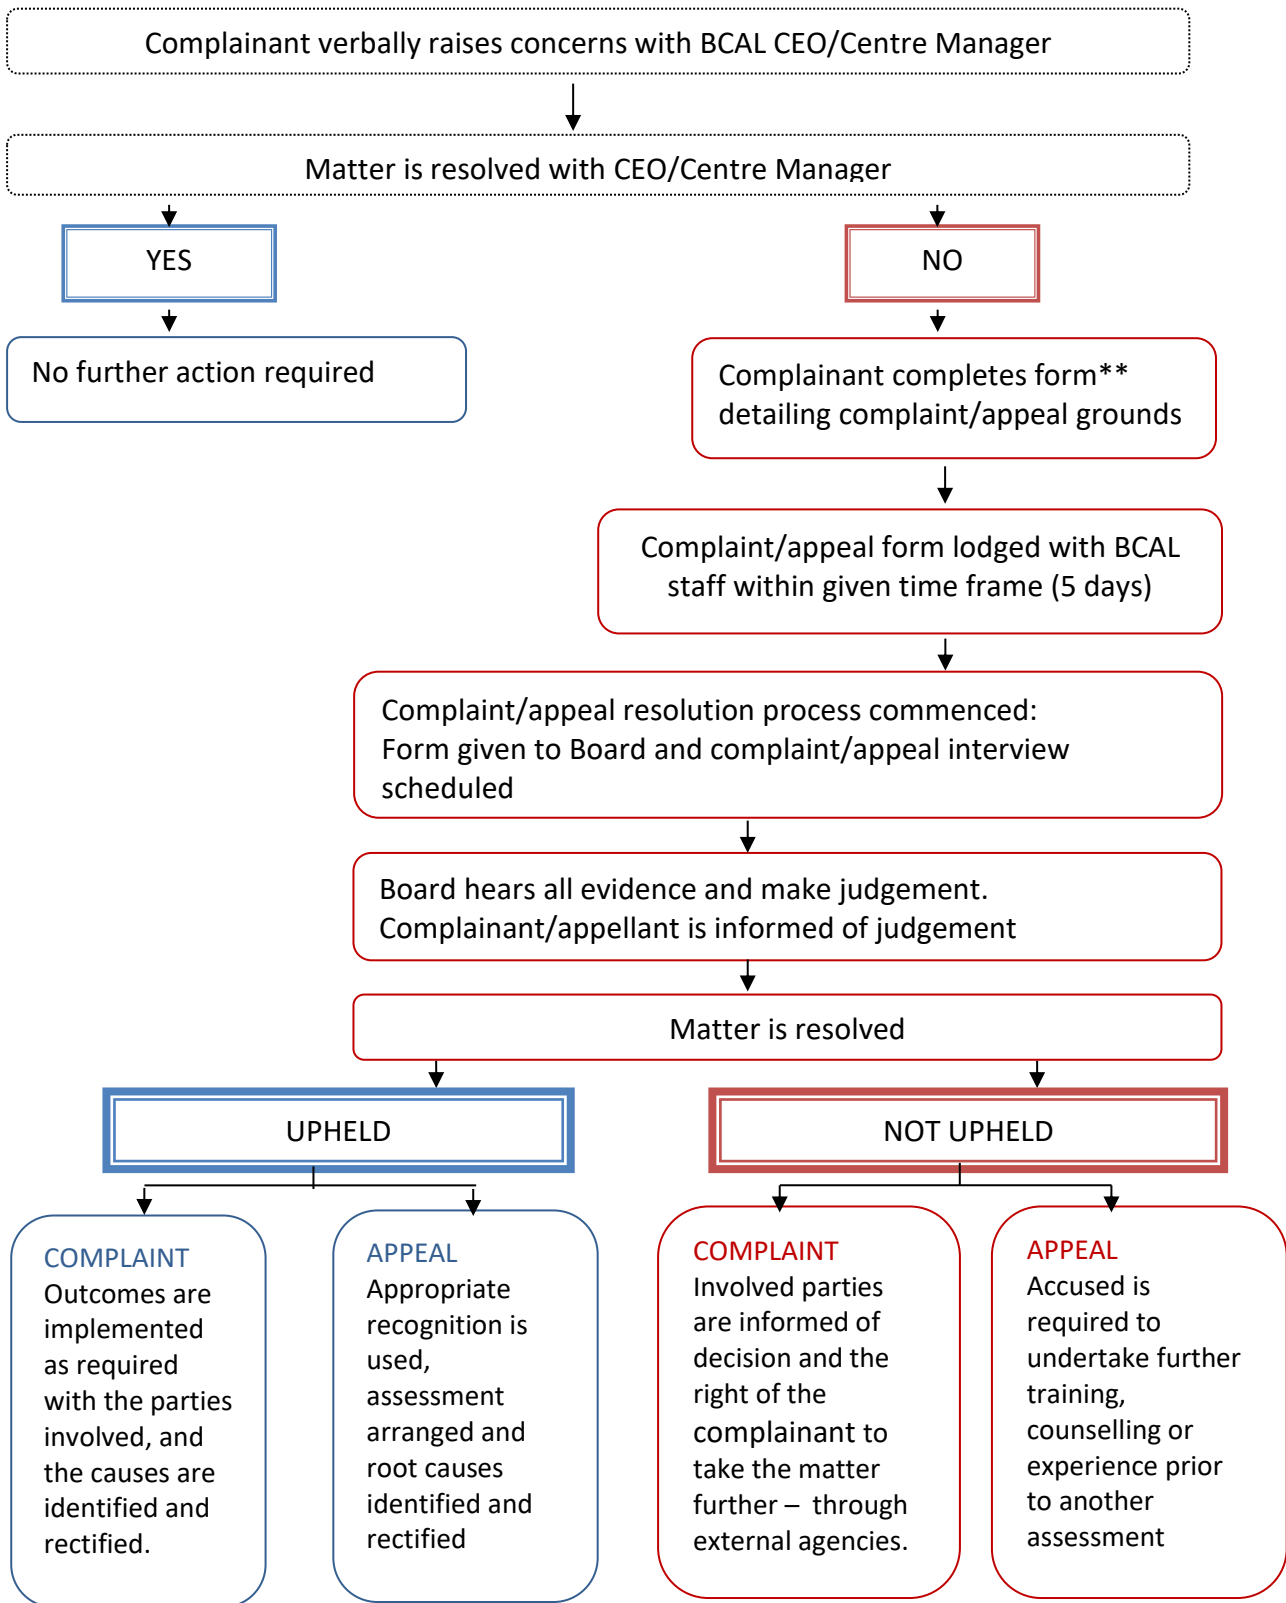 Complainant verbally raises concerns with BCAL CEO/Centre Manager
Matter is resolved with CEO/Centre Manager
YES
NO
No further action required
Complainant completes form**
detailing complaint/appeal grounds
Complaint/appeal form lodged with BCAL
staff within given time frame (5 days)
Complaint/appeal resolution process commenced:
Form given to Board and complaint/appeal interview
scheduled
Board hears all evidence and make judgement.
Complainant/appellant is informed of judgement
Matter is resolved
UPHELD
NOT UPHELD
COMPLAINT
Outcomes are
implemented
as required
with the parties
involved, and
the causes are
identified and
rectified.
APPEAL
Appropriate
recognition is
used,
assessment
arranged and
root causes
identified and
rectified
COMPLAINT
Involved parties
are informed of
decision and the
right of the
complainant to
take the matter
further – through
external agencies.
APPEAL
Accused is
required to
undertake further
training,
counselling or
experience prior
to another
assessment